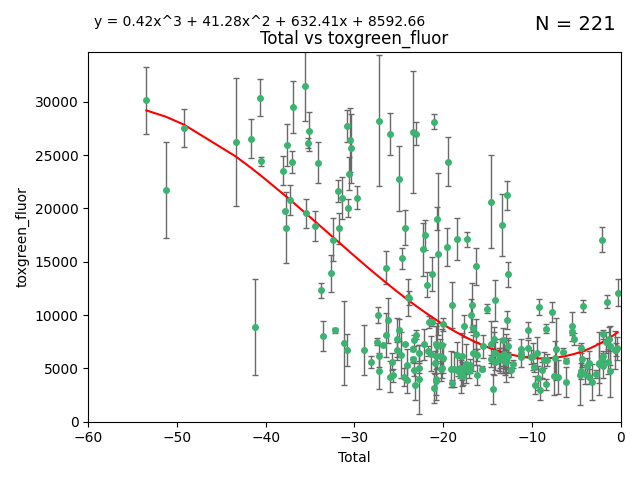 y = 0.42x^3 + 41.28x^2 + 632.41x + 8592.66
N = 221
Total vs toxgreen_fluor
toxgreen_fluor
30000
25000
20000
15000
10000
5000
0
−60
−50
−40
−30
−20
−10
0
Total